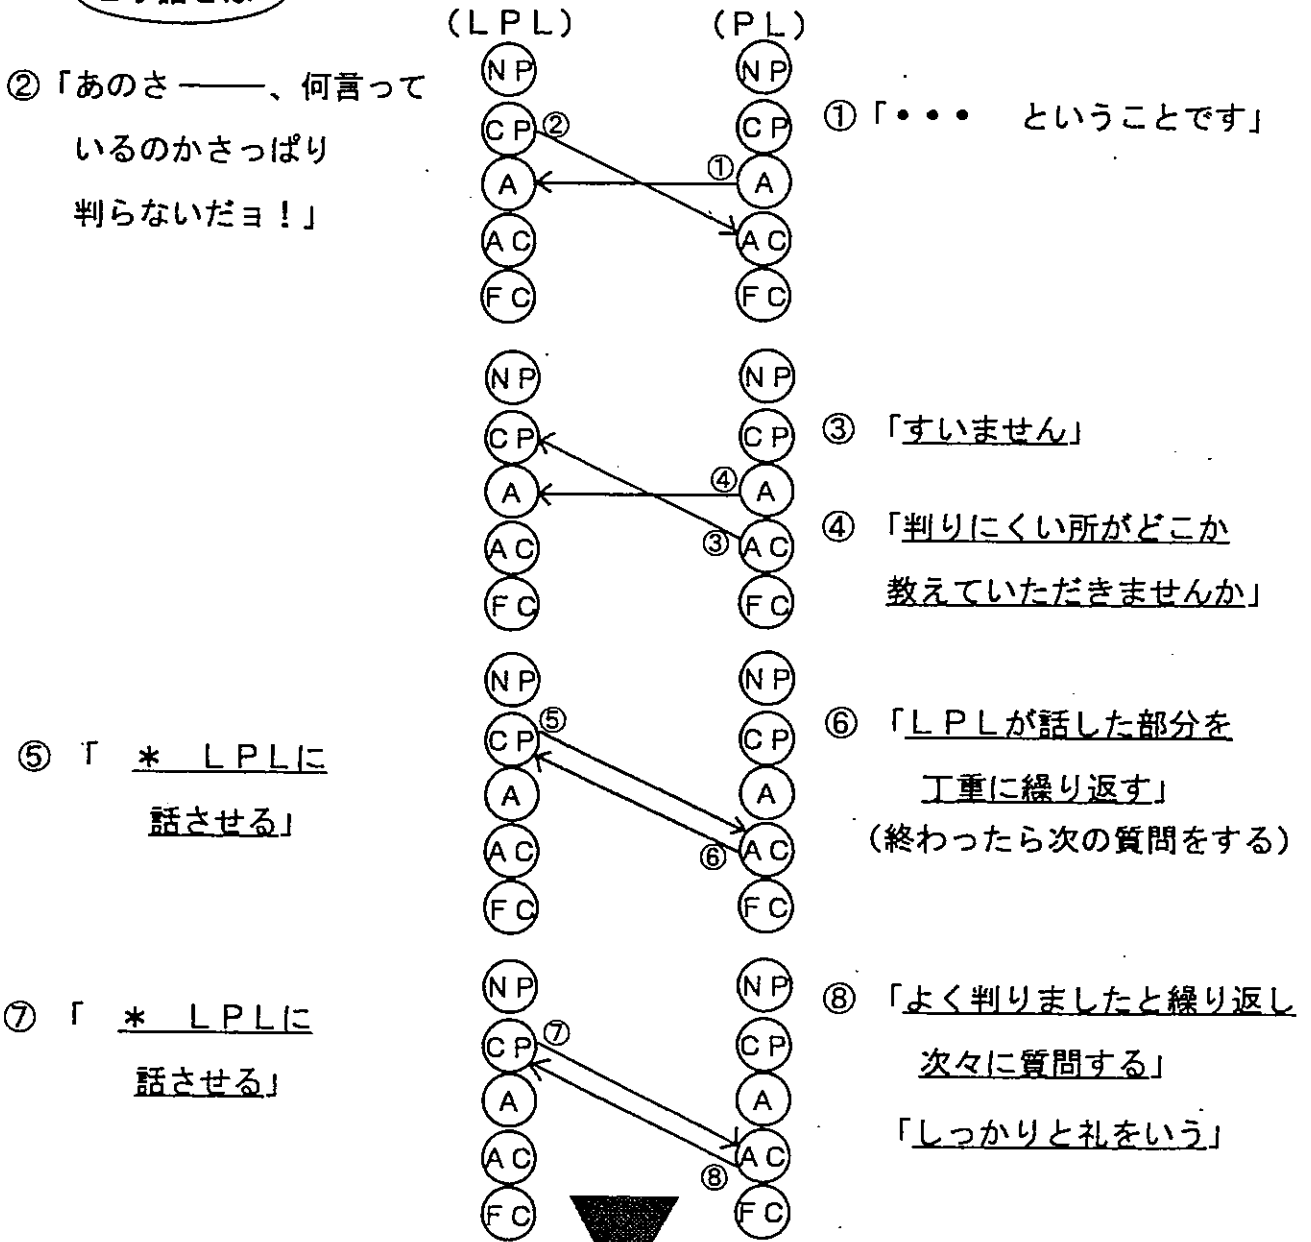 (LPL) (PL)
②「あのさ――、何言って
いるのかさっぱり
判らないだョ！」
①「・・・　ということです」
NP NP
CP ② CP
A ① A
AC AC
FC FC
NP NP
CP CP
A ④ A
AC ③ AC
FC FC
③「すいません」
④「判りにくい所がどこか
教えていただきませんか」
NP NP
CP ⑤ CP
A A
AC ⑥ AC
FC FC
⑤「 ＊ LPLに
話させる」
⑥「LPLが話した部分を
丁重に繰り返す」
(終わったら次の質問をする)
NP NP
CP ⑦ CP
A A
AC ⑧ AC
FC FC
⑦「 ＊ LPLに
話させる」
⑧「よく判りましたと繰り返し
次々に質問する」
「しっかりと礼をいう」